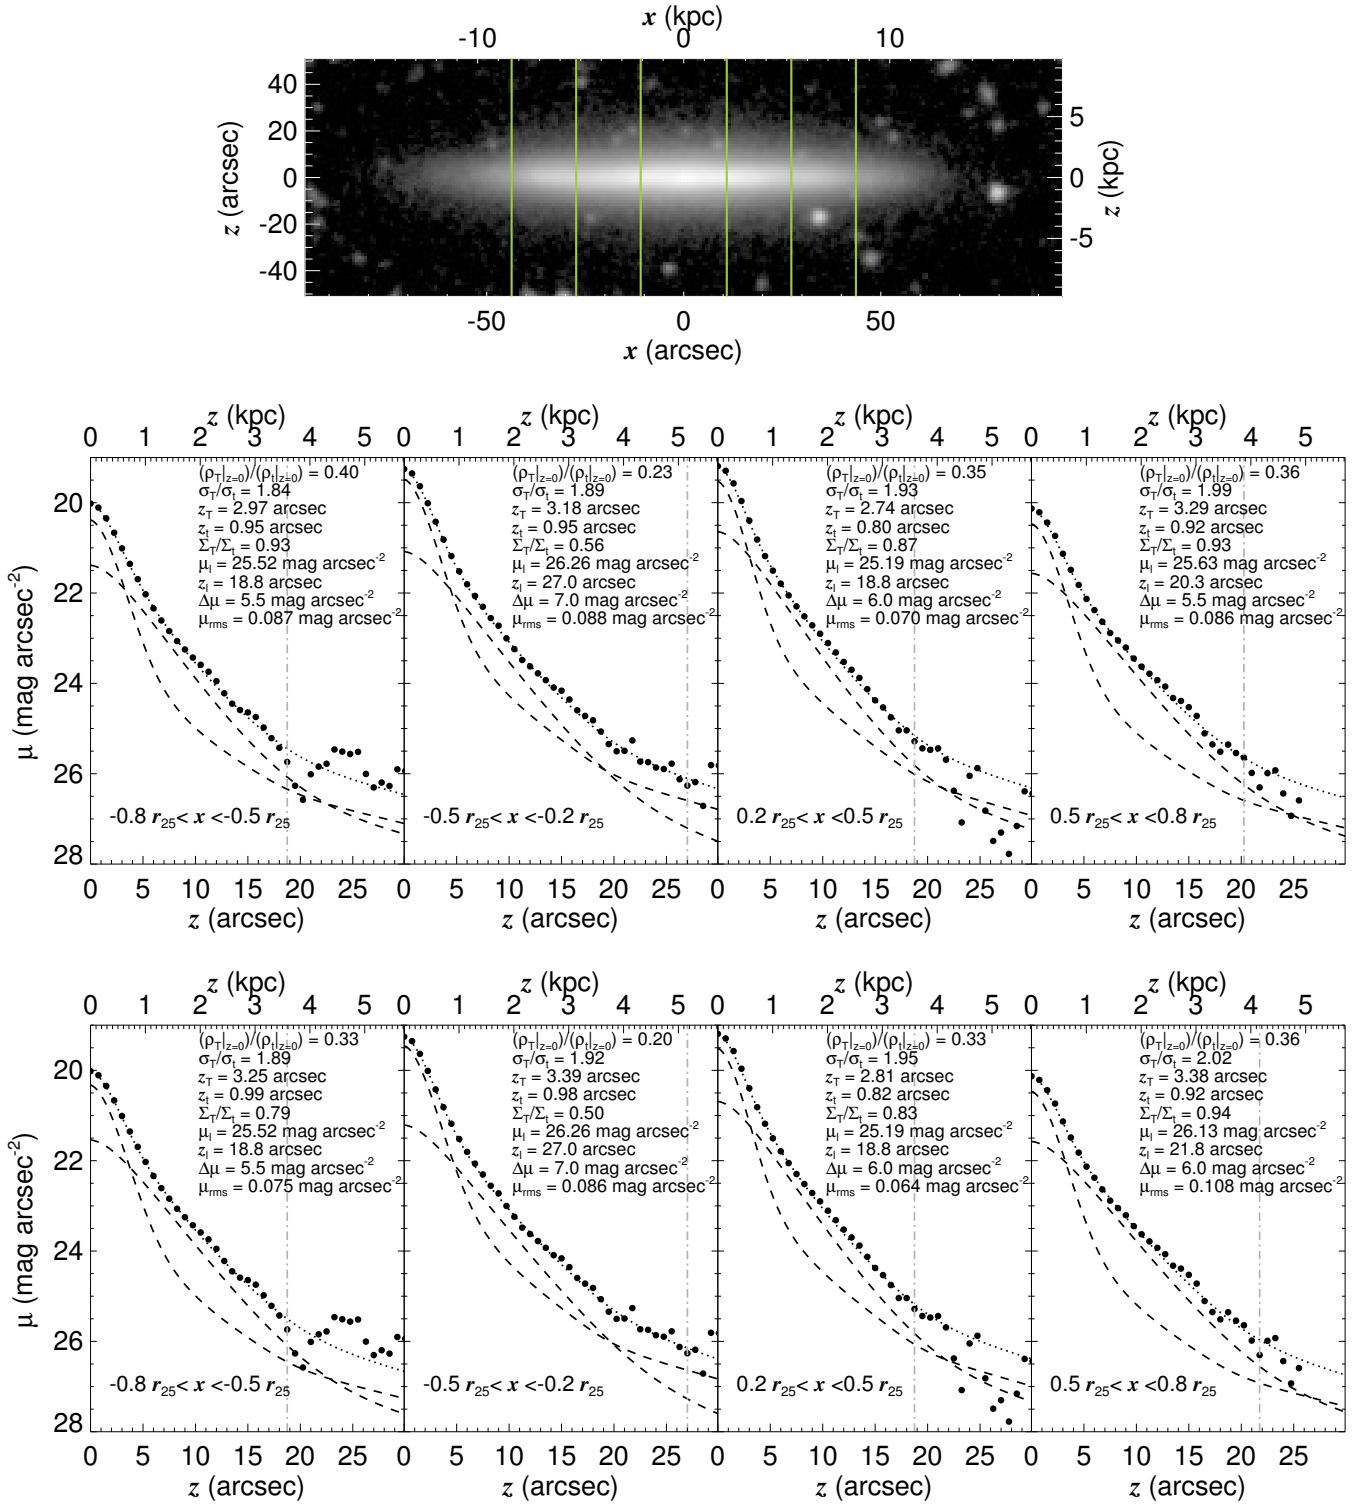 x (kpc)
-10 0 10
40
20
0
-20
-40
z (arcsec)
5
0
-5
z (kpc)
-50 0 50
x (arcsec)
z (kpc) z (kpc) z (kpc) z (kpc)
0 1 2 3 4 5 0 1 2 3 4 5 0 1 2 3 4 5 0 1 2 3 4 5
(ρT|z=0)/(ρt|z=0) = 0.40
σT/σt = 1.84
zT = 2.97 arcsec
zt = 0.95 arcsec
ΣT/Σt = 0.93
μl = 25.52 mag arcsec-2
zl = 18.8 arcsec
Δμ = 5.5 mag arcsec-2
μrms = 0.087 mag arcsec-2
-0.8 r25< x <-0.5 r25
(ρT|z=0)/(ρt|z=0) = 0.23
σT/σt = 1.89
zT = 3.18 arcsec
zt = 0.95 arcsec
ΣT/Σt = 0.56
μl = 26.26 mag arcsec-2
zl = 27.0 arcsec
Δμ = 7.0 mag arcsec-2
μrms = 0.088 mag arcsec-2
-0.5 r25< x <-0.2 r25
(ρT|z=0)/(ρt|z=0) = 0.35
σT/σt = 1.93
zT = 2.74 arcsec
zt = 0.80 arcsec
ΣT/Σt = 0.87
μl = 25.19 mag arcsec-2
zl = 18.8 arcsec
Δμ = 6.0 mag arcsec-2
μrms = 0.070 mag arcsec-2
0.2 r25< x <0.5 r25
(ρT|z=0)/(ρt|z=0) = 0.36
σT/σt = 1.99
zT = 3.29 arcsec
zt = 0.92 arcsec
ΣT/Σt = 0.93
μl = 25.63 mag arcsec-2
zl = 20.3 arcsec
Δμ = 5.5 mag arcsec-2
μrms = 0.086 mag arcsec-2
0.5 r25< x <0.8 r25
20
22
24
26
28
μ (mag arcsec-2)
0 5 10 15 20 25 0 5 10 15 20 25 0 5 10 15 20 25 0 5 10 15 20 25
z (arcsec) z (arcsec) z (arcsec) z (arcsec)
z (kpc) z (kpc) z (kpc) z (kpc)
0 1 2 3 4 5 0 1 2 3 4 5 0 1 2 3 4 5 0 1 2 3 4 5
(ρT|z=0)/(ρt|z=0) = 0.33
σT/σt = 1.89
zT = 3.25 arcsec
zt = 0.99 arcsec
ΣT/Σt = 0.79
μl = 25.52 mag arcsec-2
zl = 18.8 arcsec
Δμ = 5.5 mag arcsec-2
μrms = 0.075 mag arcsec-2
-0.8 r25< x <-0.5 r25
(ρT|z=0)/(ρt|z=0) = 0.20
σT/σt = 1.92
zT = 3.39 arcsec
zt = 0.98 arcsec
ΣT/Σt = 0.50
μl = 26.26 mag arcsec-2
zl = 27.0 arcsec
Δμ = 7.0 mag arcsec-2
μrms = 0.086 mag arcsec-2
-0.5 r25< x <-0.2 r25
(ρT|z=0)/(ρt|z=0) = 0.33
σT/σt = 1.95
zT = 2.81 arcsec
zt = 0.82 arcsec
ΣT/Σt = 0.83
μl = 25.19 mag arcsec-2
zl = 18.8 arcsec
Δμ = 6.0 mag arcsec-2
μrms = 0.064 mag arcsec-2
0.2 r25< x <0.5 r25
(ρT|z=0)/(ρt|z=0) = 0.36
σT/σt = 2.02
zT = 3.38 arcsec
zt = 0.92 arcsec
ΣT/Σt = 0.94
μl = 26.13 mag arcsec-2
zl = 21.8 arcsec
Δμ = 6.0 mag arcsec-2
μrms = 0.108 mag arcsec-2
0.5 r25< x <0.8 r25
20
22
24
26
28
μ (mag arcsec-2)
0 5 10 15 20 25 0 5 10 15 20 25 0 5 10 15 20 25 0 5 10 15 20 25
z (arcsec) z (arcsec) z (arcsec) z (arcsec)